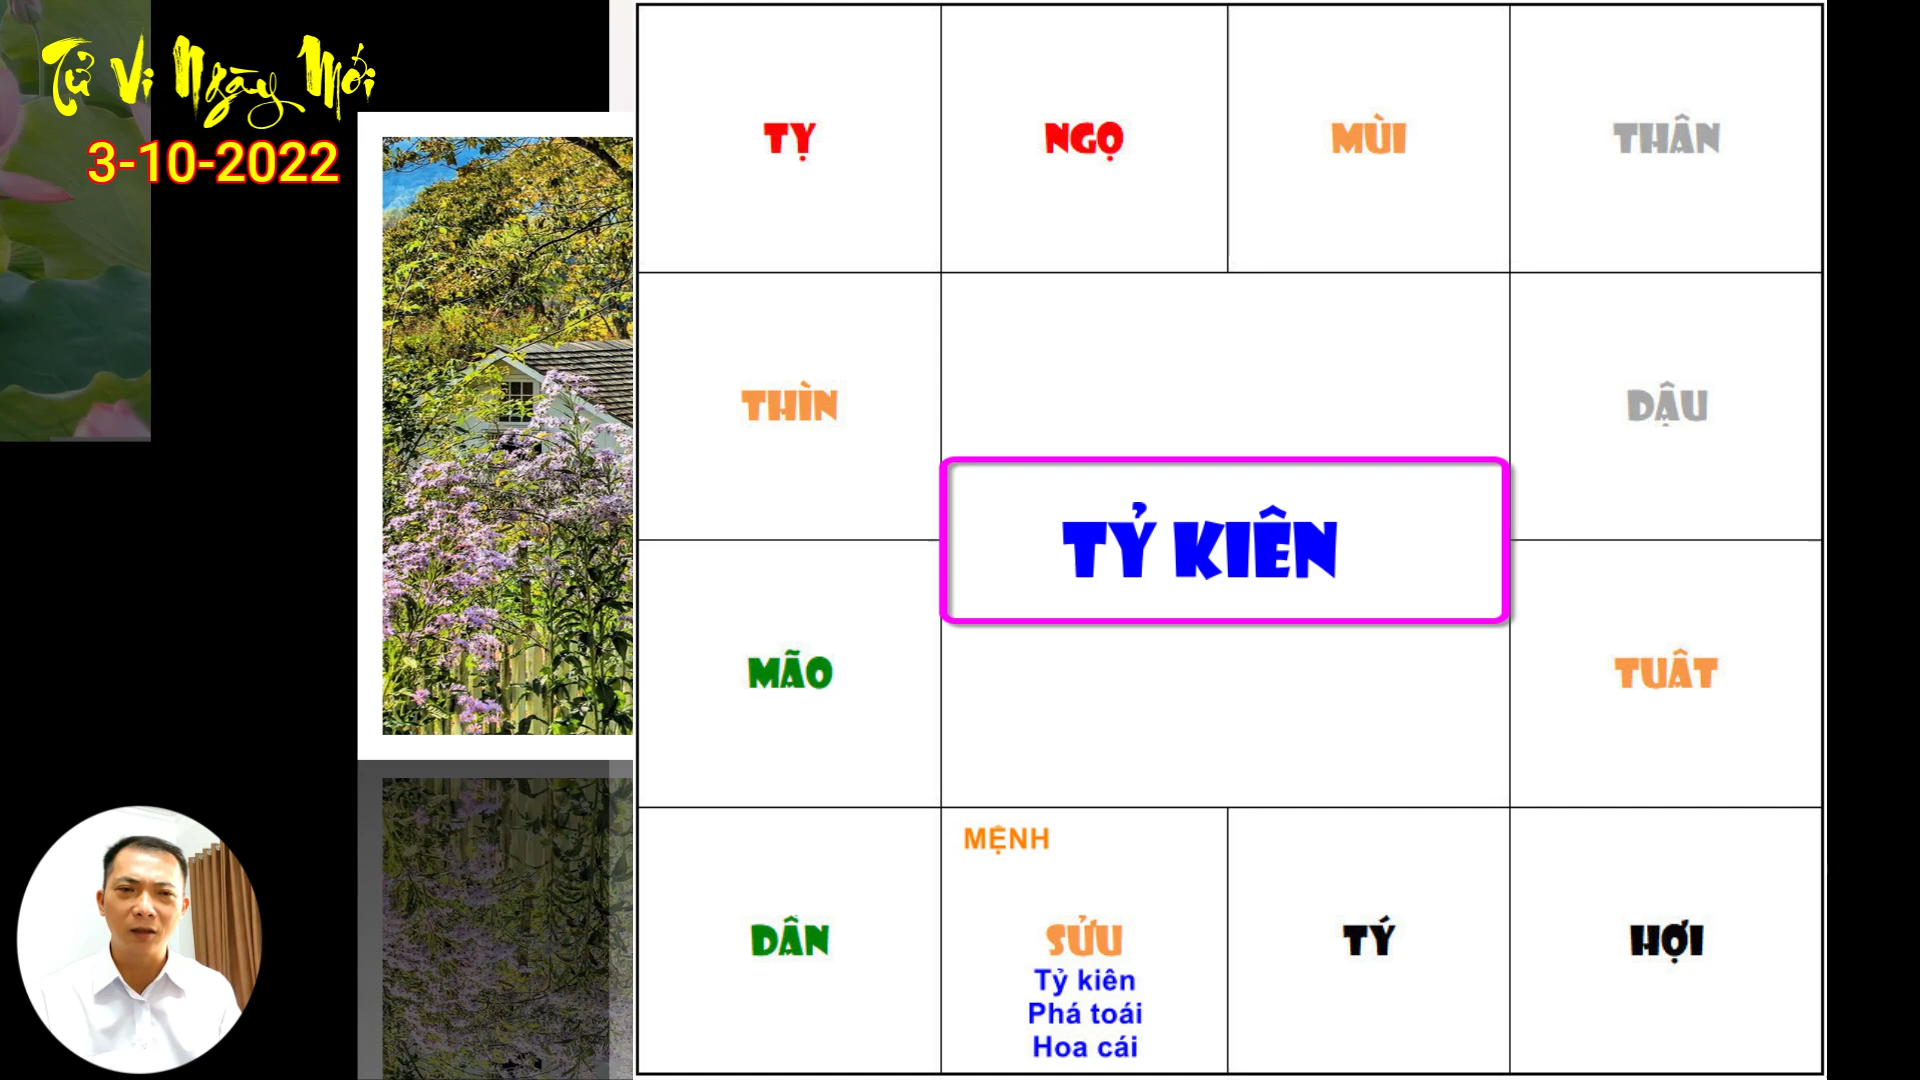 Tử Vi Ngày Mới
3-10-2022
TỴ
NGỌ
MÙI
THÂN
THÌN
DẬU
TỶ KIÊN
MÃO
TUẤT
MỆNH
DẦN
SỬU
TÝ
HỢI
Tỷ kiên
Phá toái
Hoa cái